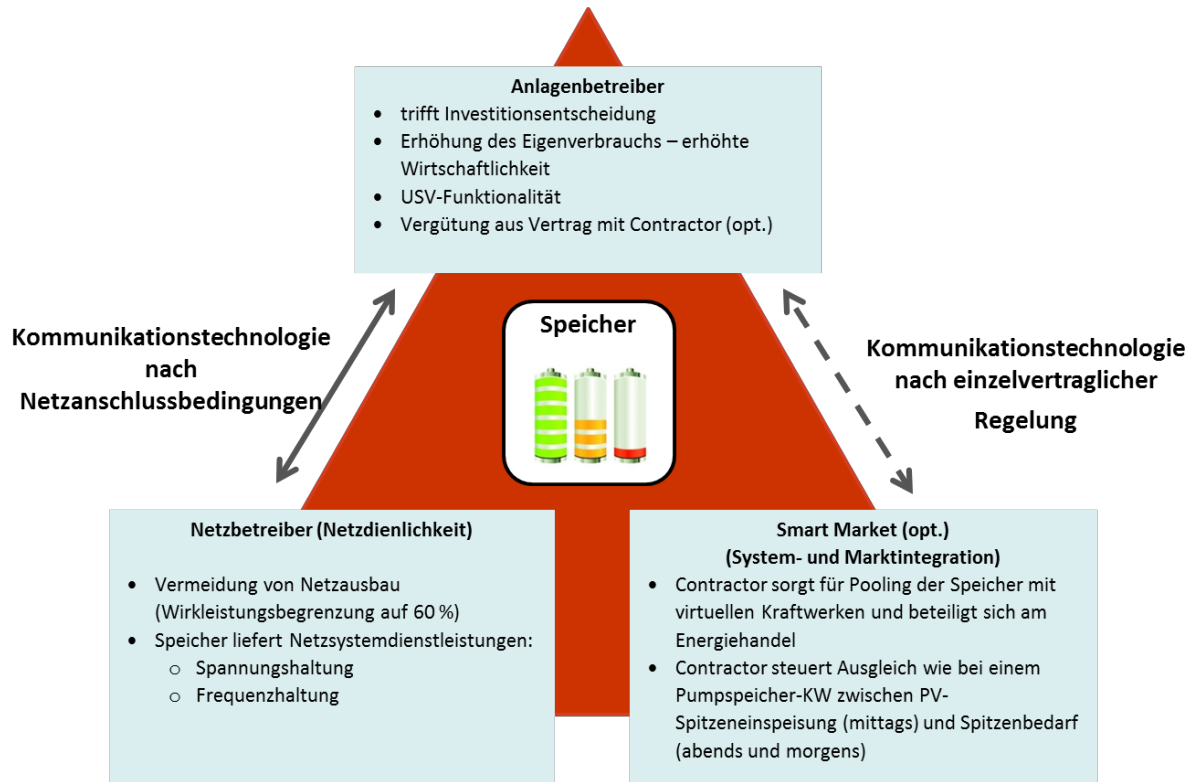 Anlagenbetreiber
• trifft Investitionsentscheidung
• Erhöhung des Eigenverbrauchs – erhöhte
Wirtschaftlichkeit
• USV-Funktionalität
• Vergütung aus Vertrag mit Contractor (opt.)
Kommunikationstechnologie
nach
Netzanschlussbedingungen
Speicher
Kommunikationstechnologie
nach einzelvertraglicher
Regelung
Netzbetreiber (Netzdienlichkeit)
• Vermeidung von Netzausbau
(Wirkleistungsbegrenzung auf 60 %)
• Speicher liefert Netzsystemdienstleistungen:
o Spannungshaltung
o Frequenzhaltung
Smart Market (opt.)
(System- und Marktintegration)
• Contractor sorgt für Pooling der Speicher mit
virtuellen Kraftwerken und beteiligt sich am
Energiehandel
• Contractor steuert Ausgleich wie bei einem
Pumpspeicher-KW zwischen PV-
Spitzeneinspeisung (mittags) und Spitzenbedarf
(abends und morgens)